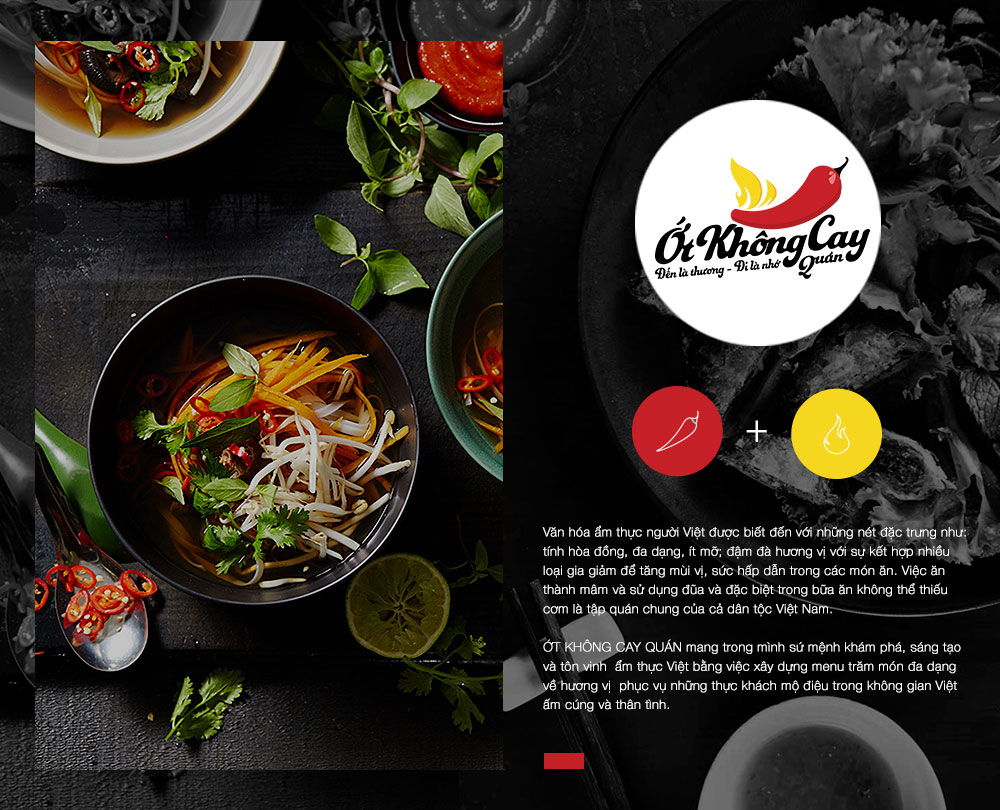 Ớt Không Cay
Quán
Đến là thương - Đi là nhớ
+
Văn hóa ẩm thực người Việt được biết đến với những nét đặc trưng như:
tính hòa đồng, đa dạng, ít mỡ; đậm đà hương vị với sự kết hợp nhiều
loại gia giảm để tăng mùi vị, sức hấp dẫn trong các món ăn. Việc ăn
thành mâm và sử dụng đũa và đặc biệt trong bữa ăn không thể thiếu
cơm là tập quán chung của cả dân tộc Việt Nam.
ỚT KHÔNG CAY QUÁN mang trong mình sứ mệnh khám phá, sáng tạo
và tôn vinh ẩm thực Việt bằng việc xây dựng menu trăm món đa dạng
về hương vị phục vụ những thực khách mộ điệu trong không gian Việt
ấm cúng và thân tình.